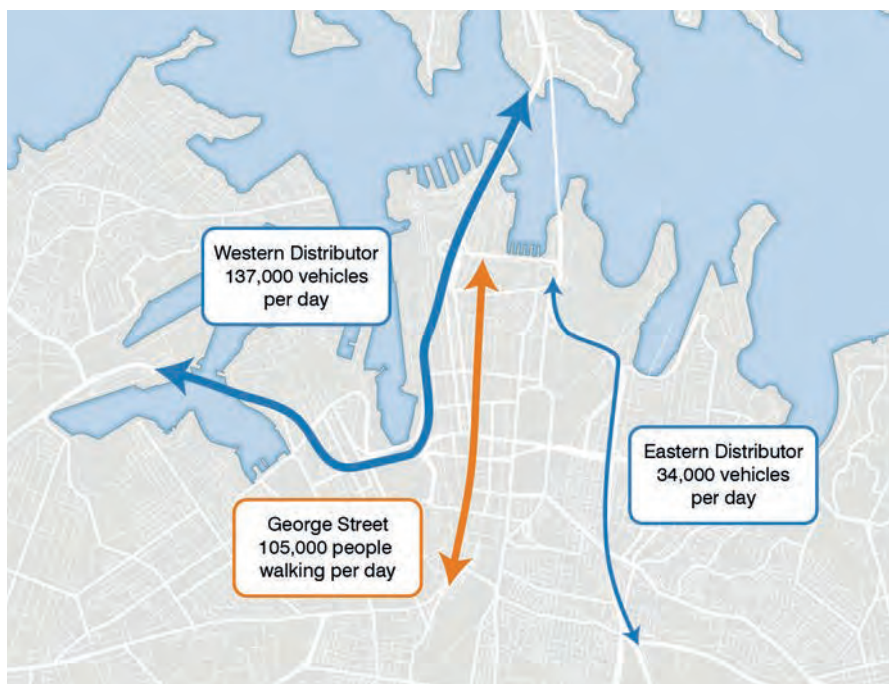 Western Distributor
137,000 vehicles
per day
George Street
105,000 people
walking per day
Eastern Distributor
34,000 vehicles
per day